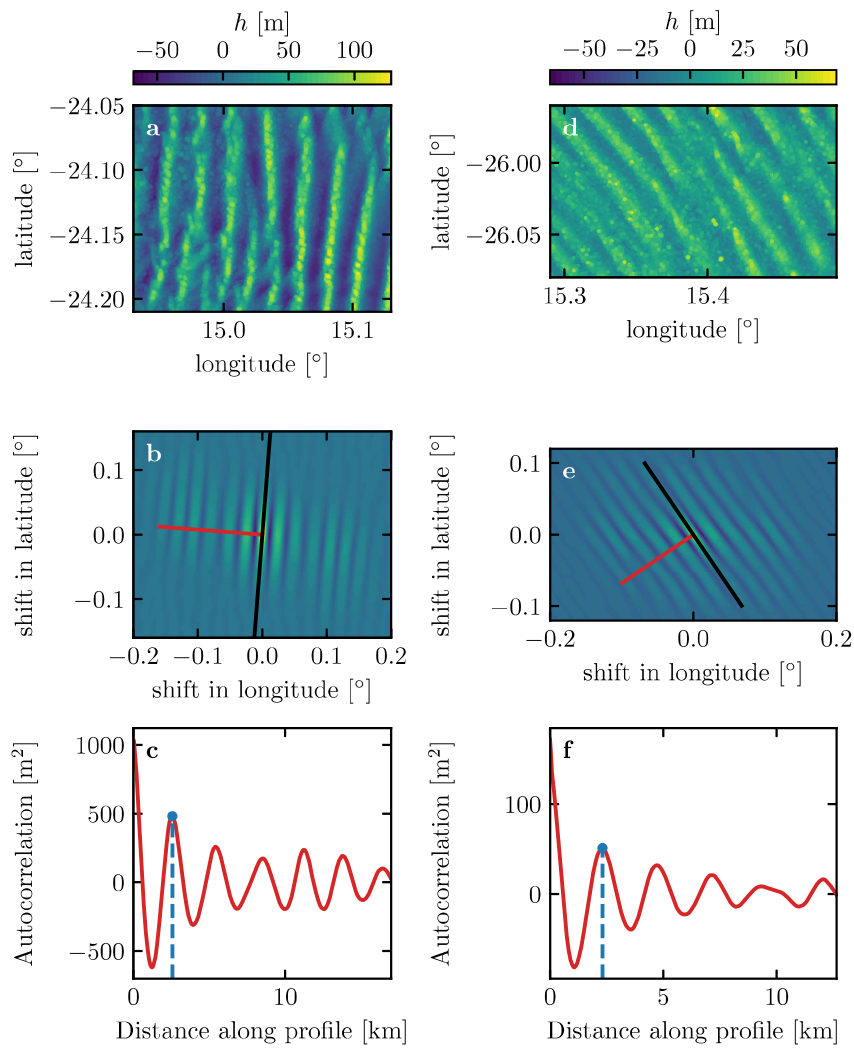 h [m]
−50 0 50 100
−24.05
−24.10
−24.15
−24.20
latitude [°]
a
15.0 15.1
longitude [°]
h [m]
−50 −25 0 25 50
−26.00
−26.05
latitude [°]
d
15.3 15.4
longitude [°]
0.1
0.0
−0.1
shift in latitude [°]
b
−0.2 −0.1 0.0 0.1 0.2
shift in longitude [°]
0.1
0.0
−0.1
shift in latitude [°]
e
−0.2 0.0 0.2
shift in longitude [°]
1000
500
0
−500
Autocorrelation [m²]
c
0 10
Distance along profile [km]
100
0
Autocorrelation [m²]
f
0 5 10
Distance along profile [km]